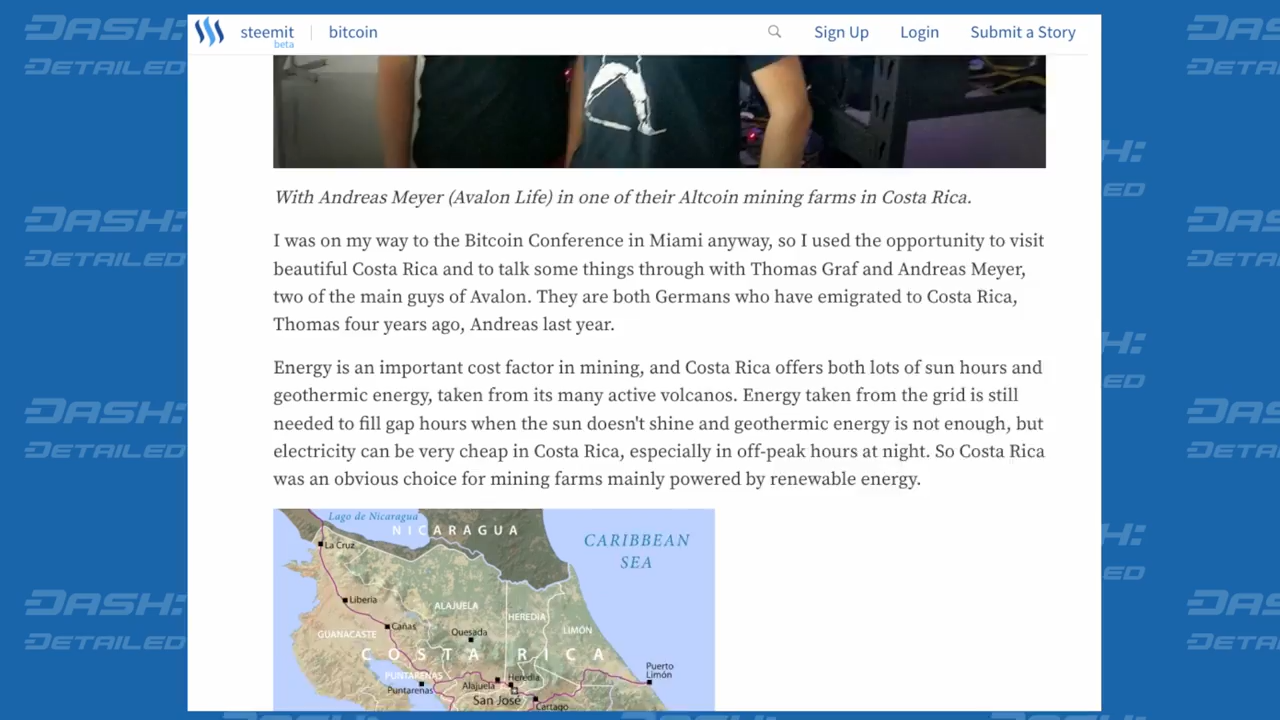 steemit
beta
bitcoin
Sign Up
Login
Submit a Story
DASH:
DETAILED
DASH:
DETAILED
DASH:
DETAILED
DASH:
DETAILED
With Andreas Meyer (Avalon Life) in one of their Altcoin mining farms in Costa Rica.
I was on my way to the Bitcoin Conference in Miami anyway, so I used the opportunity to visit
beautiful Costa Rica and to talk some things through with Thomas Graf and Andreas Meyer,
two of the main guys of Avalon. They are both Germans who have emigrated to Costa Rica,
Thomas four years ago, Andreas last year.
Energy is an important cost factor in mining, and Costa Rica offers both lots of sun hours and
geothermic energy, taken from its many active volcanos. Energy taken from the grid is still
needed to fill gap hours when the sun doesn't shine and geothermic energy is not enough, but
electricity can be very cheap in Costa Rica, especially in off-peak hours at night. So Costa Rica
was an obvious choice for mining farms mainly powered by renewable energy.
Lago de Nicaragua
NICARAGUA
CARIBBEAN
SEA
La Cruz
Liberia
ALAJUELA
HEREDIA
Cañas
LIMÓN
GUANACASTE
Quesada
COSTA RICA
Puerto
Limón
PUNTARENAS
Puntarenas
Alajuela
Heredia
San José
Cartago